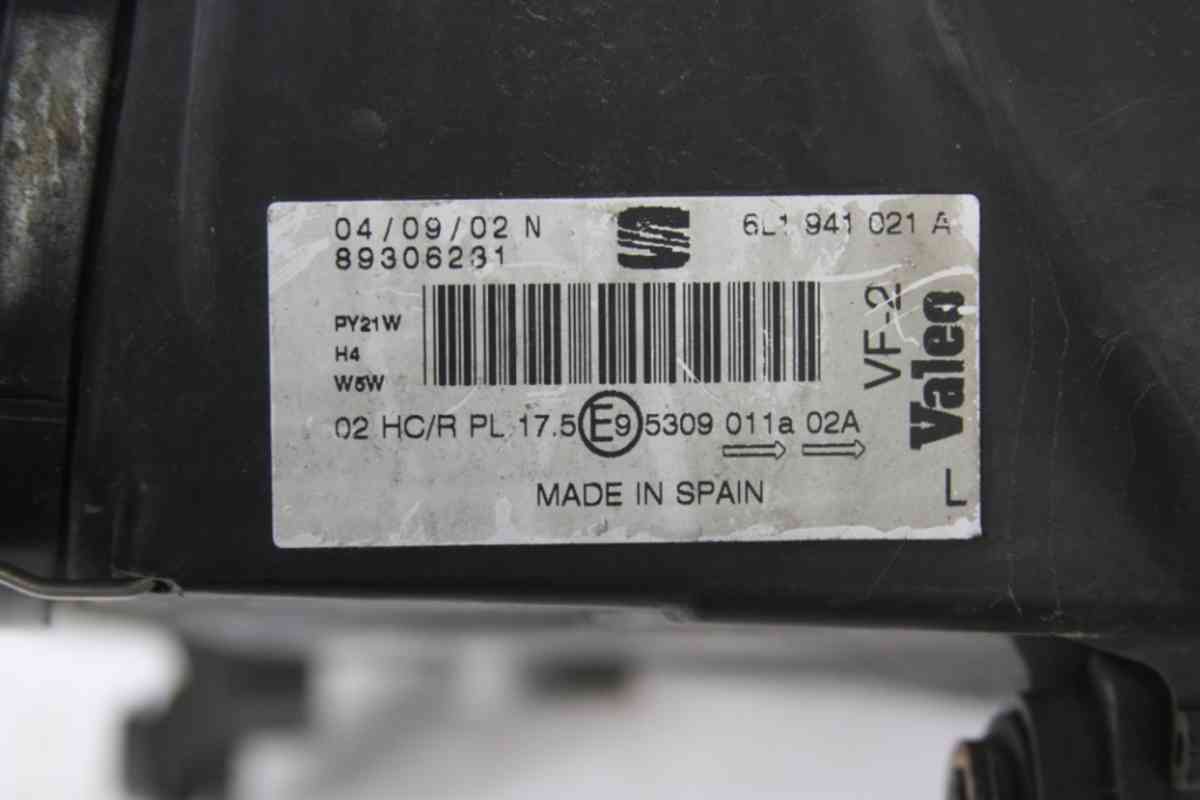 04/09/02 N
6L1 941 021 A
89306231
PY21W
H4
W5W
VF-2
Valeo
02 HC/R PL 17.5 E9 5309 011a 02A
MADE IN SPAIN
L